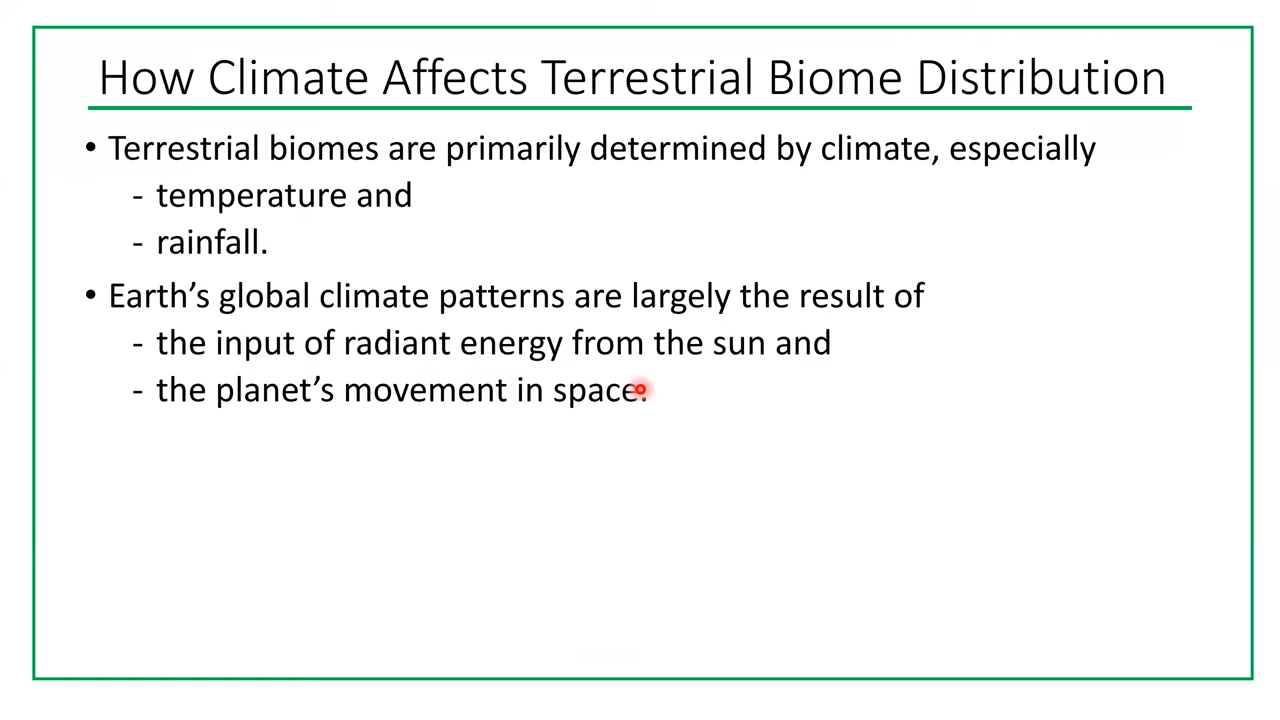 How Climate Affects Terrestrial Biome Distribution
• Terrestrial biomes are primarily determined by climate, especially
- temperature and
- rainfall.
• Earth’s global climate patterns are largely the result of
- the input of radiant energy from the sun and
- the planet’s movement in space.